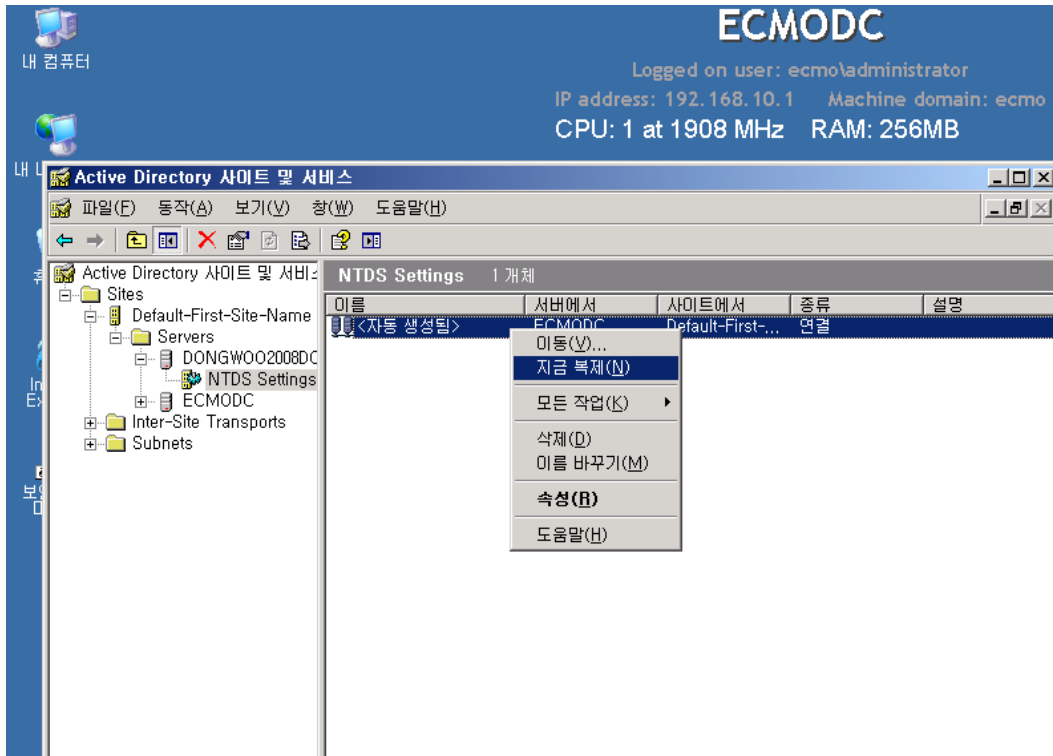 ECMODC
내 컴퓨터
Logged on user: ecmo\administrator
IP address: 192.168.10.1 Machine domain: ecmo
CPU: 1 at 1908 MHz RAM: 256MB
내
Active Directory 사이트 및 서비스
파일(F) 동작(A) 보기(V) 창(W) 도움말(H)
Active Directory 사이트 및 서비스
Sites
Default-First-Site-Name
Servers
DONGWOO2008DC
NTDS Settings
ECMODC
Inter-Site Transports
Subnets
NTDS Settings 1 개체
이름 서버에서 사이트에서 종류 설명
<자동 생성됨> ECMODC Default-First-... 연결
이동(V)...
지금 복제(N)
모든 작업(K)
삭제(D)
이름 바꾸기(M)
속성(R)
도움말(H)